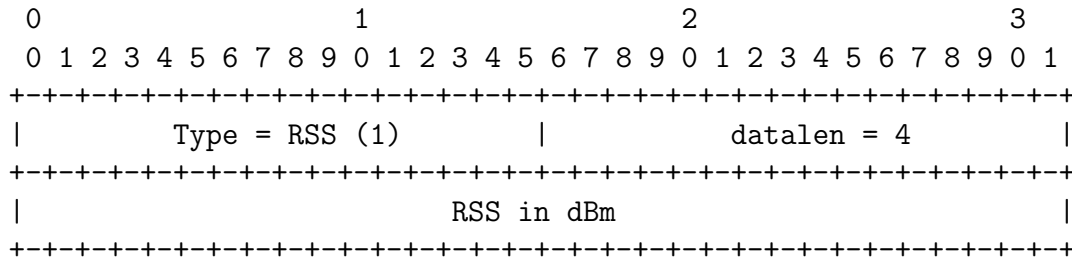 0                   1                   2                   3
0 1 2 3 4 5 6 7 8 9 0 1 2 3 4 5 6 7 8 9 0 1 2 3 4 5 6 7 8 9 0 1
+-+-+-+-+-+-+-+-+-+-+-+-+-+-+-+-+-+-+-+-+-+-+-+-+-+-+-+-+-+-+-+-+
|         Type = RSS (1)        |          datalen = 4          |
+-+-+-+-+-+-+-+-+-+-+-+-+-+-+-+-+-+-+-+-+-+-+-+-+-+-+-+-+-+-+-+-+
|                          RSS in dBm                           |
+-+-+-+-+-+-+-+-+-+-+-+-+-+-+-+-+-+-+-+-+-+-+-+-+-+-+-+-+-+-+-+-+